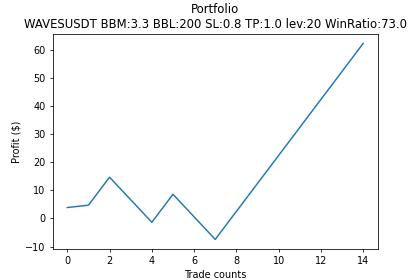 Portfolio
WAVESUSDT BBM:3.3 BBL:200 SL:0.8 TP:1.0 lev:20 WinRatio:73.0
60
50
40
30
20
10
0
−10
Profit ($)
0 2 4 6 8 10 12 14
Trade counts